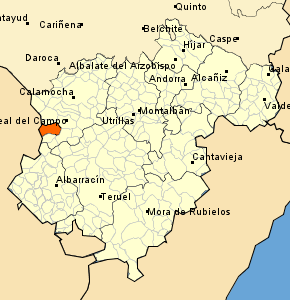 Quinto
atayud
Cariñena
Belchite
Caspe
Híjar
Daroca
Albalate del Arzobispo
Cala
Andorra
Alcañiz
Calamocha
Valde
Montalbán
eal del Campo
Utrillas
Cantavieja
Albarracín
Teruel
Mora de Rubielos